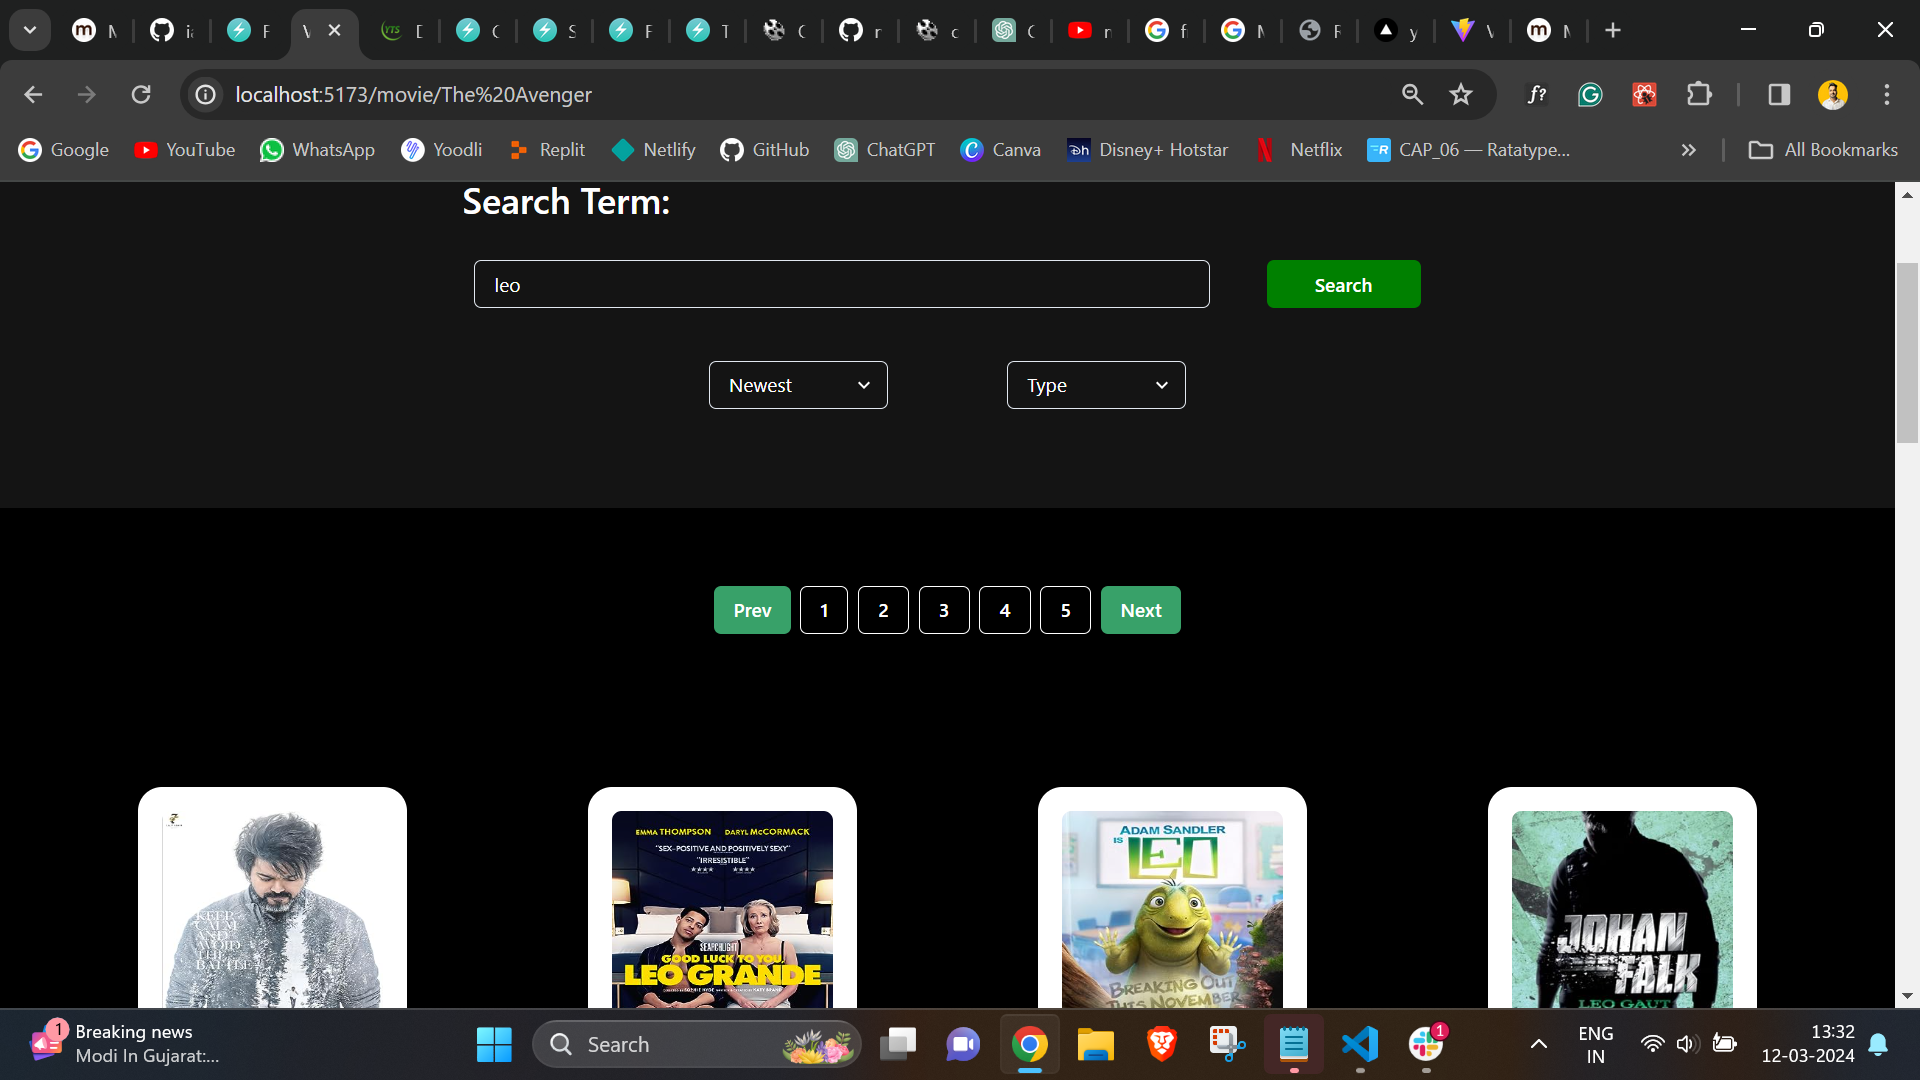 M
ia
F
V
YTS
D
C
S
F
T
C
r
c
C
n
f
M
F
y
V
M
localhost:5173/movie/The%20Avenger
f?
Google
YouTube
WhatsApp
Yoodli
Replit
Netlify
GitHub
ChatGPT
Canva
Disney+ Hotstar
Netflix
CAP_06 — Ratatype...
»
All Bookmarks
Search Term:
leo
Search
Newest
Type
Prev
1
2
3
4
5
Next
KEEP
CALM
AND
AVOID
THE
BATTLE
EMMA THOMPSON DARYL McCORMACK
"SEX-POSITIVE AND POSITIVELY SEXY"
"IRRESISTIBLE"
SEARCHLIGHT
GOOD LUCK TO YOU,
LEO GRANDE
ADAM SANDLER
IS
LEO
BREAKING OUT
THIS NOVEMBER
JOHAN
FALK
LEO GAUT
1
Breaking news
Modi In Gujarat:...
Search
1
ENG
IN
13:32
12-03-2024